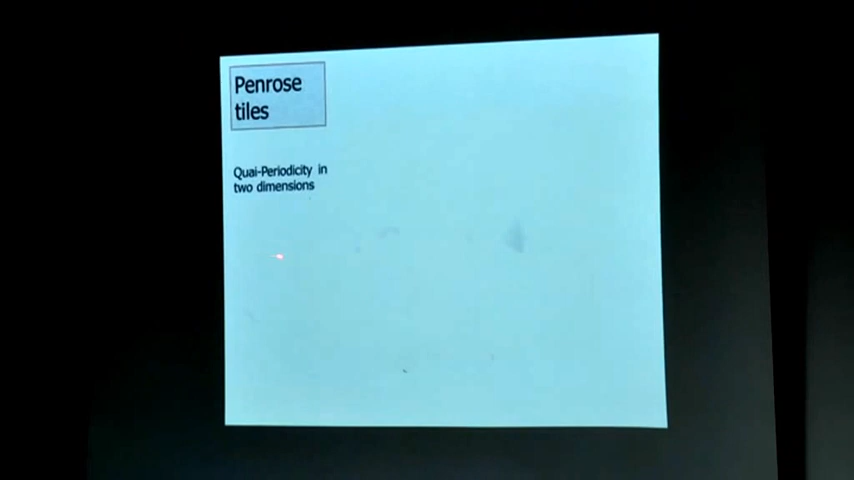 Penrose
tiles
Quai-Periodicity in
two dimensions